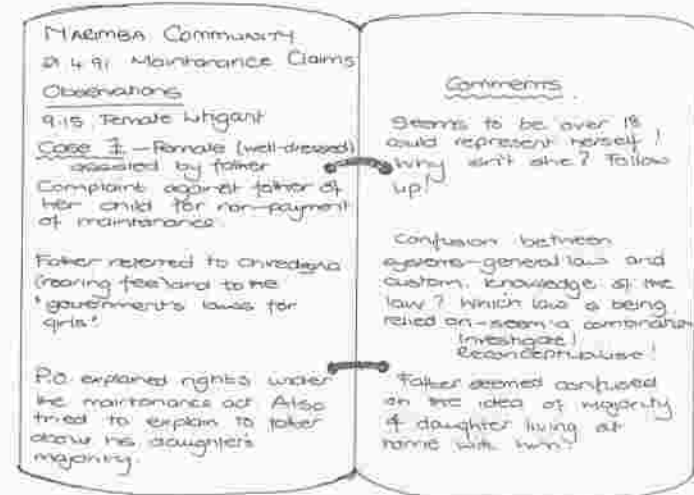 MARIMBA COMMUNITY
4.91 Maintenance Claims
Observations
9.15 Female litigant
Case 1 - Female (well-dressed)
assisted by father
Complaint against father of
her child for non-payment
of maintenance.
Father referred to chiredzwa
(rearing fee) and to the
"government's laws for
girls"
P.O. explained rights under
the maintenance act. Also
tried to explain to father
about his daughter's
majority.
Comments
Seems to be over 18
could represent herself!
Why isn't she? Follow
up!
Confusion between
systems-general law and
custom. Knowledge of the
law? Which law is being
relied on - seem a combination
Investigate!
Reconceptualise!
Father seemed confused
on the idea of majority
& daughter living at
home with him!